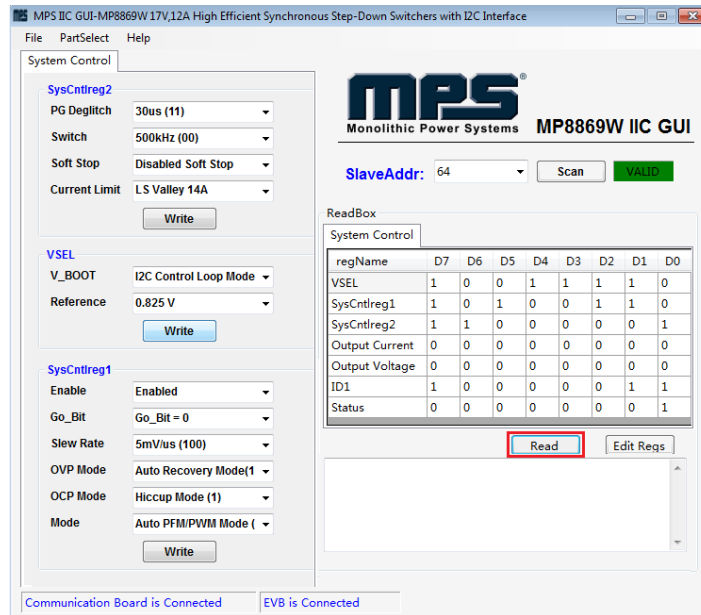 MPS IIC GUI-MP8869W 17V,12A High Efficient Synchronous Step-Down Switchers with I2C Interface
File PartSelect Help
System Control
SysCntlreg2
PG Deglitch 30us (11)
Switch 500kHz (00)
Soft Stop Disabled Soft Stop
Current Limit LS Valley 14A
Write
VSEL
V_BOOT I2C Control Loop Mode
Reference 0.825 V
Write
SysCntlreg1
Enable Enabled
Go_Bit Go_Bit = 0
Slew Rate 5mV/us (100)
OVP Mode Auto Recovery Mode(1
OCP Mode Hiccup Mode (1)
Mode Auto PFM/PWM Mode (
Write
mps®
Monolithic Power Systems MP8869W IIC GUI
SlaveAddr: 64 Scan VALID
ReadBox
System Control
regName D7 D6 D5 D4 D3 D2 D1 D0
VSEL 1 0 0 1 1 1 1 0
SysCntlreg1 1 0 1 0 0 1 1 0
SysCntlreg2 1 1 0 0 0 0 0 1
Output Current 0 0 0 0 0 0 0 0
Output Voltage 0 0 0 0 0 0 0 0
ID1 1 0 0 0 0 0 1 1
Status 0 0 0 0 0 0 0 1
Read Edit Regs
Communication Board is Connected EVB is Connected